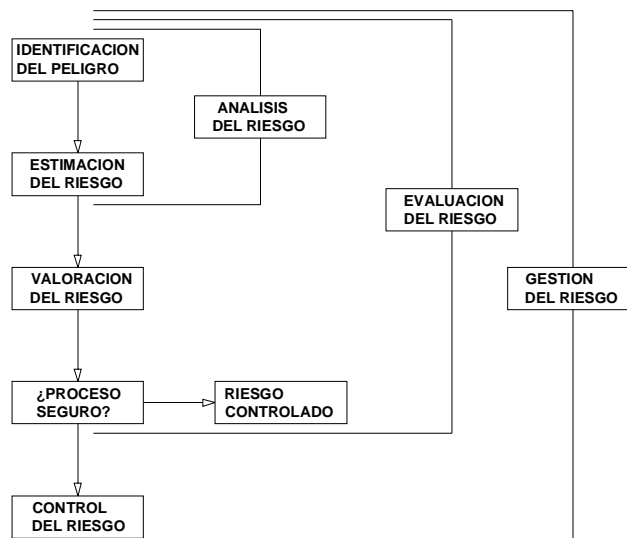 IDENTIFICACION
DEL PELIGRO
ANALISIS
DEL RIESGO
ESTIMACION
DEL RIESGO
EVALUACION
DEL RIESGO
VALORACION
DEL RIESGO
GESTION
DEL RIESGO
¿PROCESO
SEGURO?
RIESGO
CONTROLADO
CONTROL
DEL RIESGO